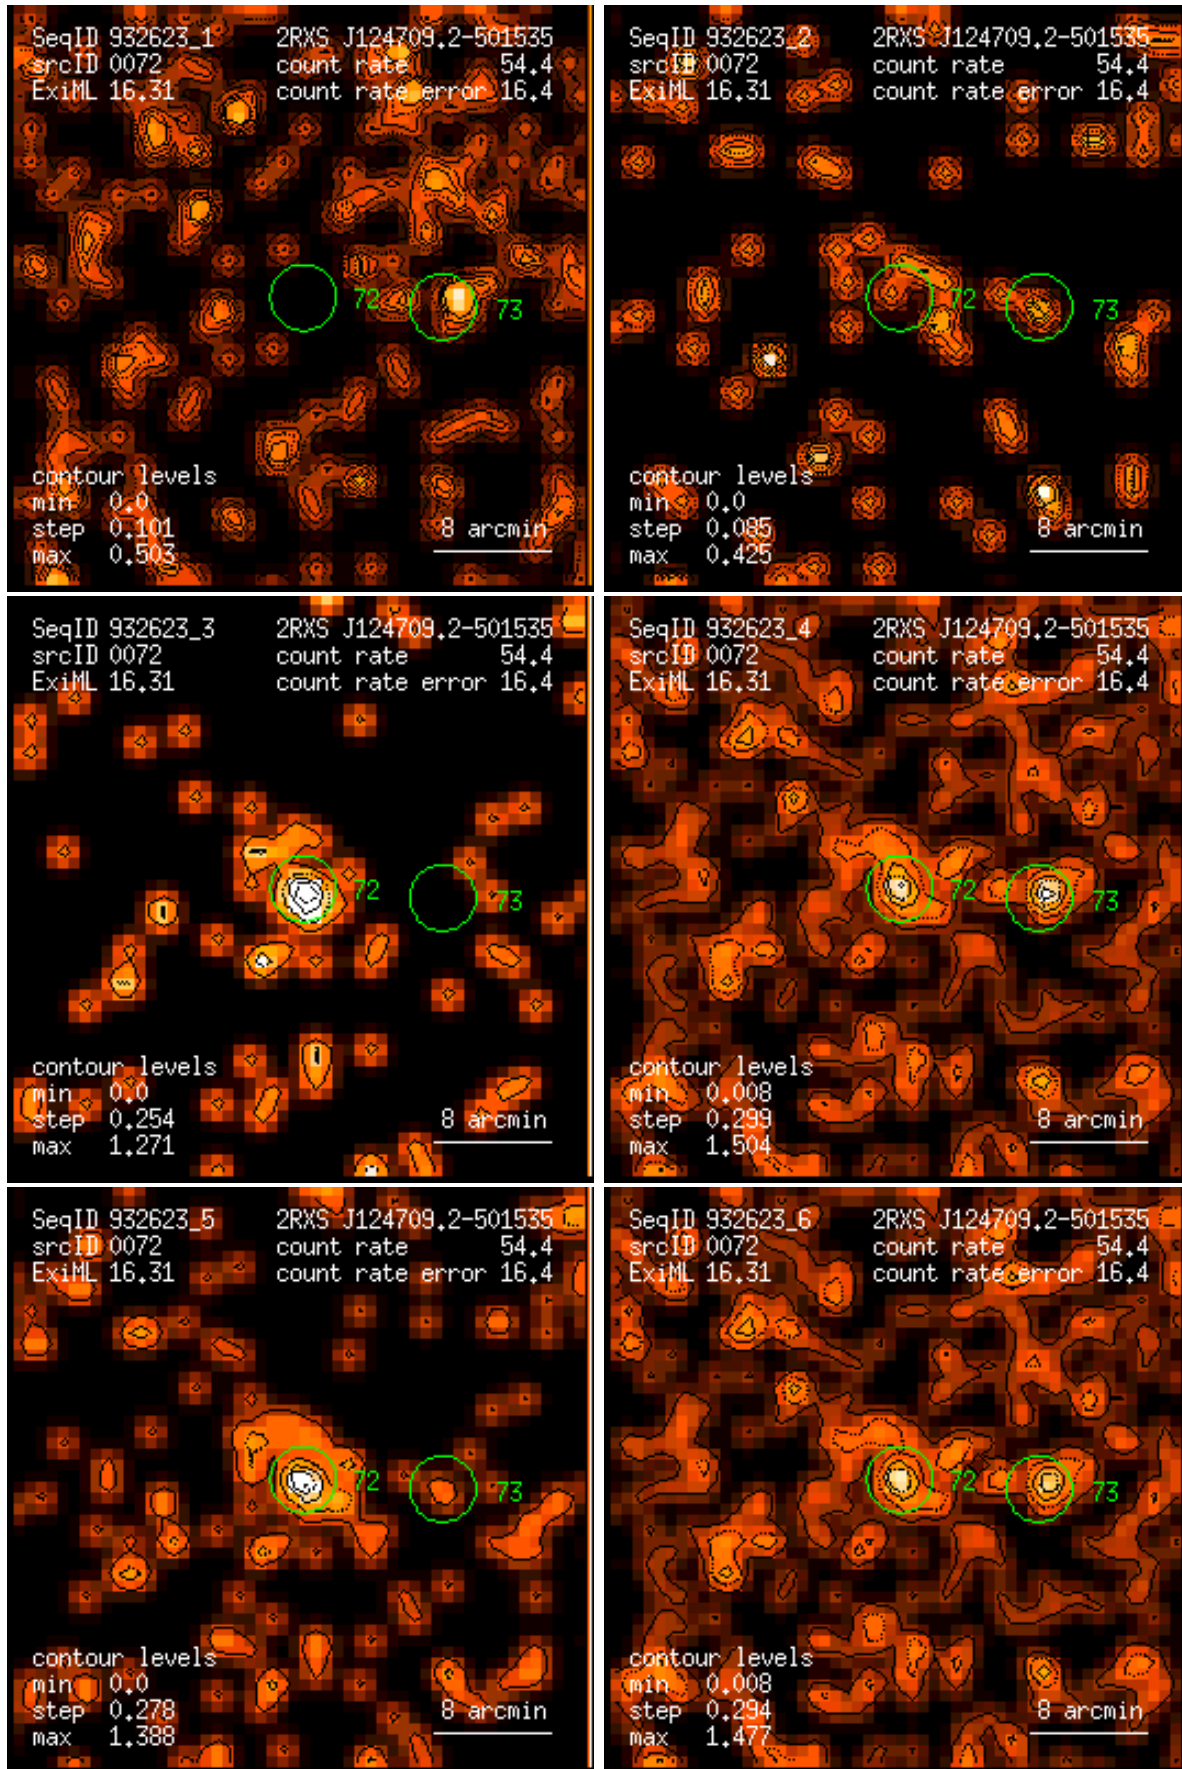 SeqID 932623_1 2RXS J124709.2-501535
srcID 0072 count rate 54.4
ExiML 16.31 count rate error 16.4
72
73
contour levels
min 0.0
step 0.101 8 arcmin
max 0.503
SeqID 932623_2 2RXS J124709.2-501535
srcID 0072 count rate 54.4
ExiML 16.31 count rate error 16.4
72
73
contour levels
min 0.0
step 0.085 8 arcmin
max 0.425
SeqID 932623_3 2RXS J124709.2-501535
srcID 0072 count rate 54.4
ExiML 16.31 count rate error 16.4
72
73
contour levels
min 0.0
step 0.254 8 arcmin
max 1.271
SeqID 932623_4 2RXS J124709.2-501535
srcID 0072 count rate 54.4
ExiML 16.31 count rate error 16.4
72
73
contour levels
min 0.008
step 0.299 8 arcmin
max 1.504
SeqID 932623_5 2RXS J124709.2-501535
srcID 0072 count rate 54.4
ExiML 16.31 count rate error 16.4
72
73
contour levels
min 0.0
step 0.278 8 arcmin
max 1.388
SeqID 932623_6 2RXS J124709.2-501535
srcID 0072 count rate 54.4
ExiML 16.31 count rate error 16.4
72
73
contour levels
min 0.008
step 0.294 8 arcmin
max 1.477